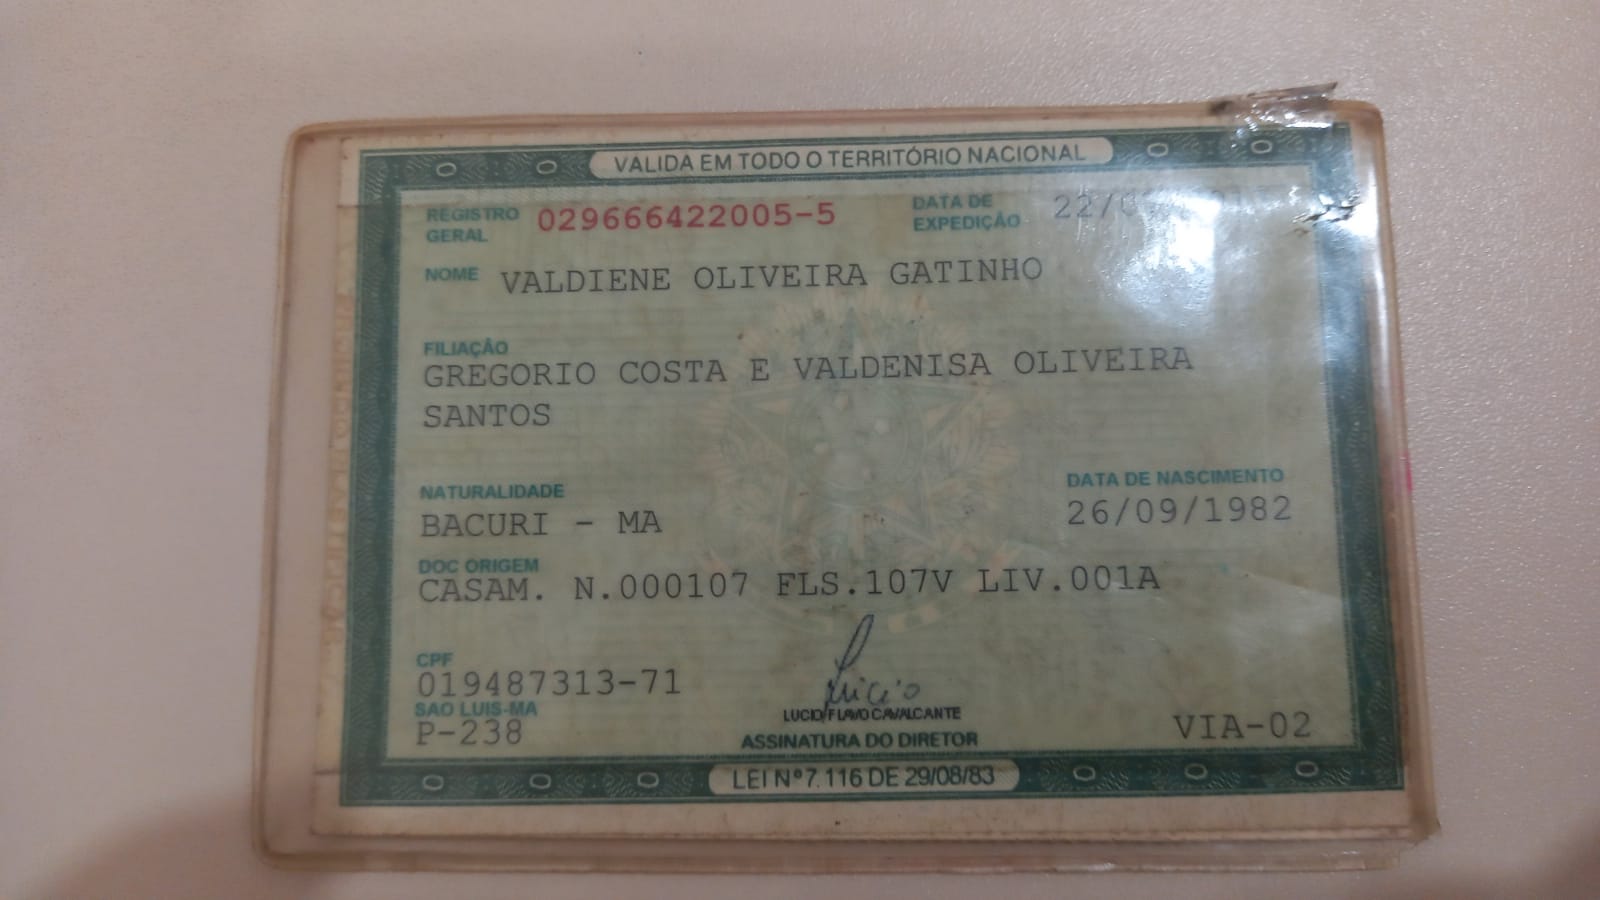 VALIDA EM TODO O TERRITÓRIO NACIONAL
REGISTRO GERAL 029666422005-5 DATA DE EXPEDIÇÃO
NOME VALDIENE OLIVEIRA GATINHO
FILIAÇÃO
GREGORIO COSTA E VALDENISA OLIVEIRA
SANTOS
NATURALIDADE DATA DE NASCIMENTO
BACURI - MA 26/09/1982
DOC ORIGEM
CASAM. N.000107 FLS.107V LIV.001A
CPF
019487313-71
SAO LUIS-MA
P-238
Lucio
LUCIO FLAVO CAVALCANTE
ASSINATURA DO DIRETOR
VIA-02
LEI Nº 7.116 DE 29/08/83